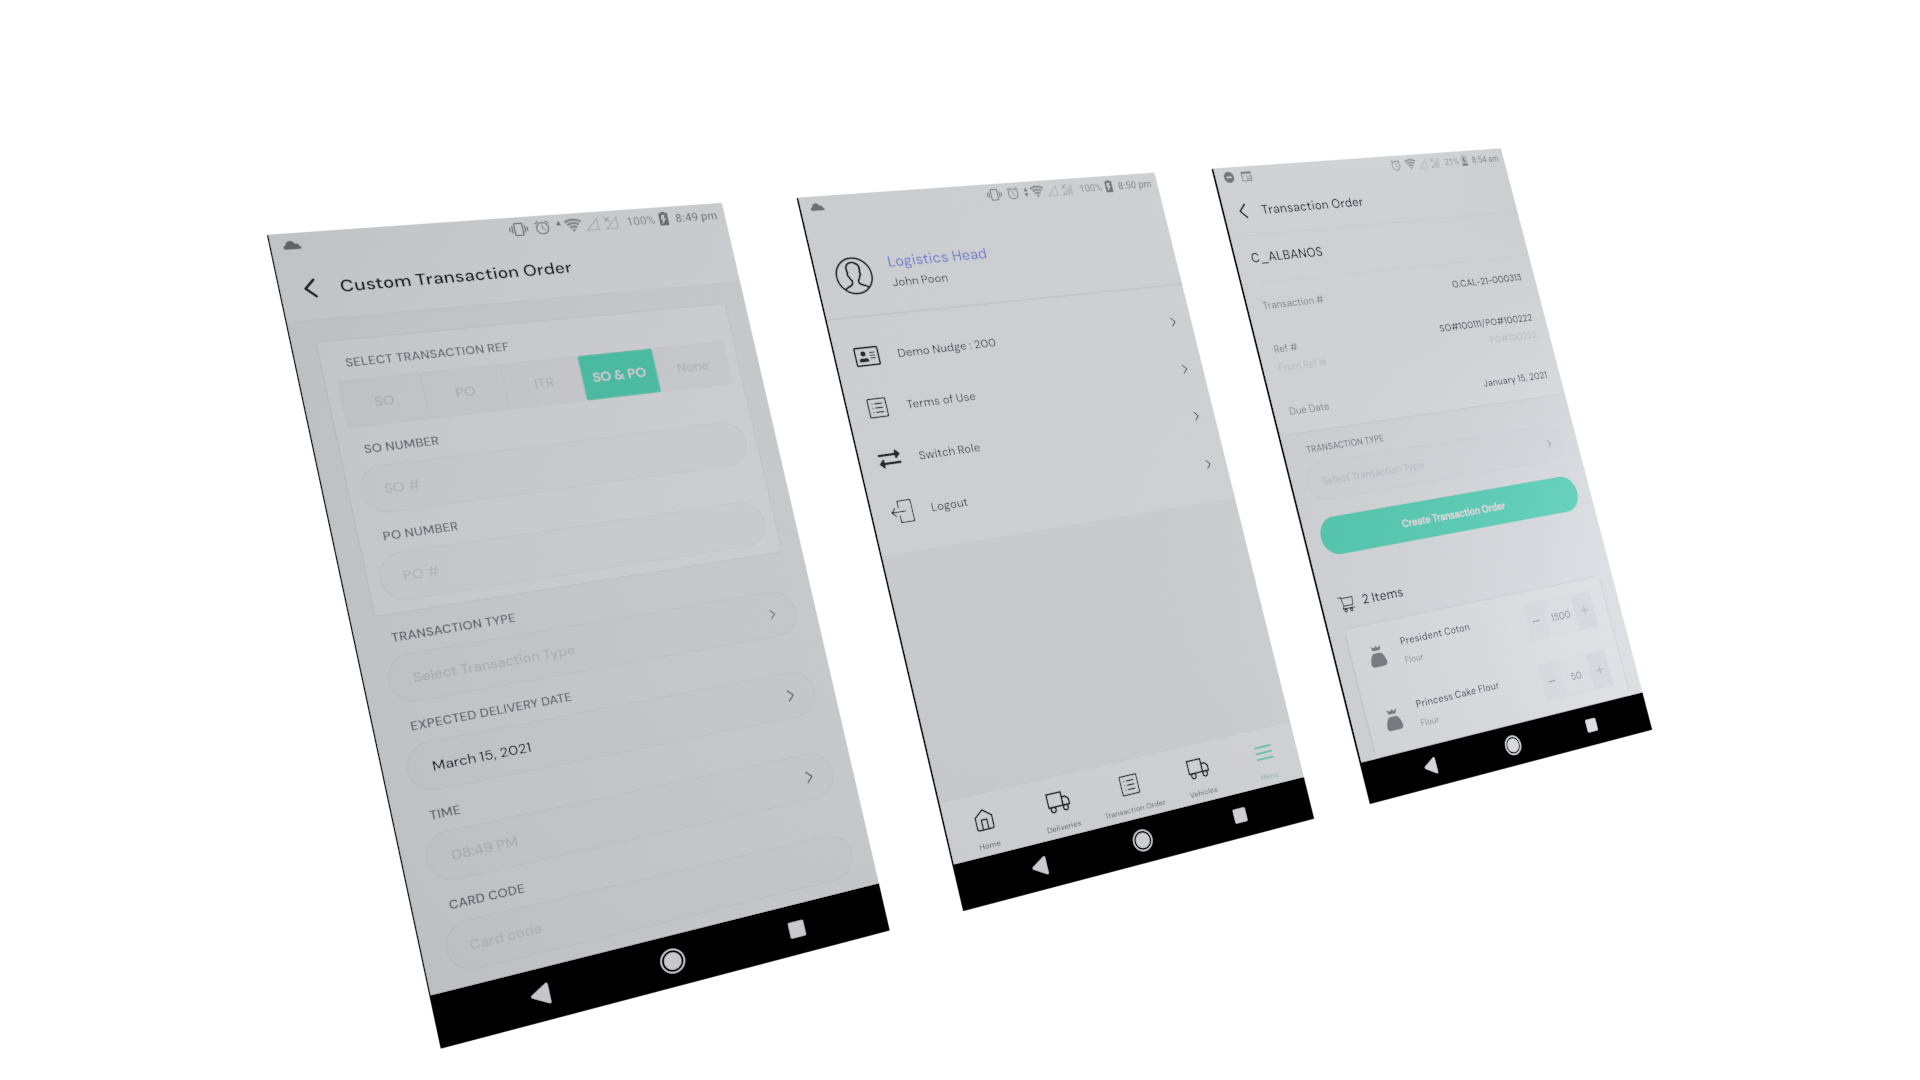 100% 8:49 pm
Custom Transaction Order
SELECT TRANSACTION REF
SO PO ITR SO & PO None
SO NUMBER
SO #
PO NUMBER
PO #
TRANSACTION TYPE
Select Transaction Type
EXPECTED DELIVERY DATE
March 15, 2021
TIME
08:49 PM
CARD CODE
Card code
100% 8:50 pm
Logistics Head
John Poon
Demo Nudge : 200
Terms of Use
Switch Role
Logout
Home Deliveries Transaction Order Vehicles Menu
21% 8:54 am
Transaction Order
C_ALBANOS
Transaction # O.CAL-21-000313
Ref # SO#100111/PO#100222
From Ref # PO#100222
Due Date January 15, 2021
TRANSACTION TYPE
Select Transaction Type
Create Transaction Order
2 Items
President Coton
Flour
− 1500 +
Princess Cake Flour
Flour
− 50 +